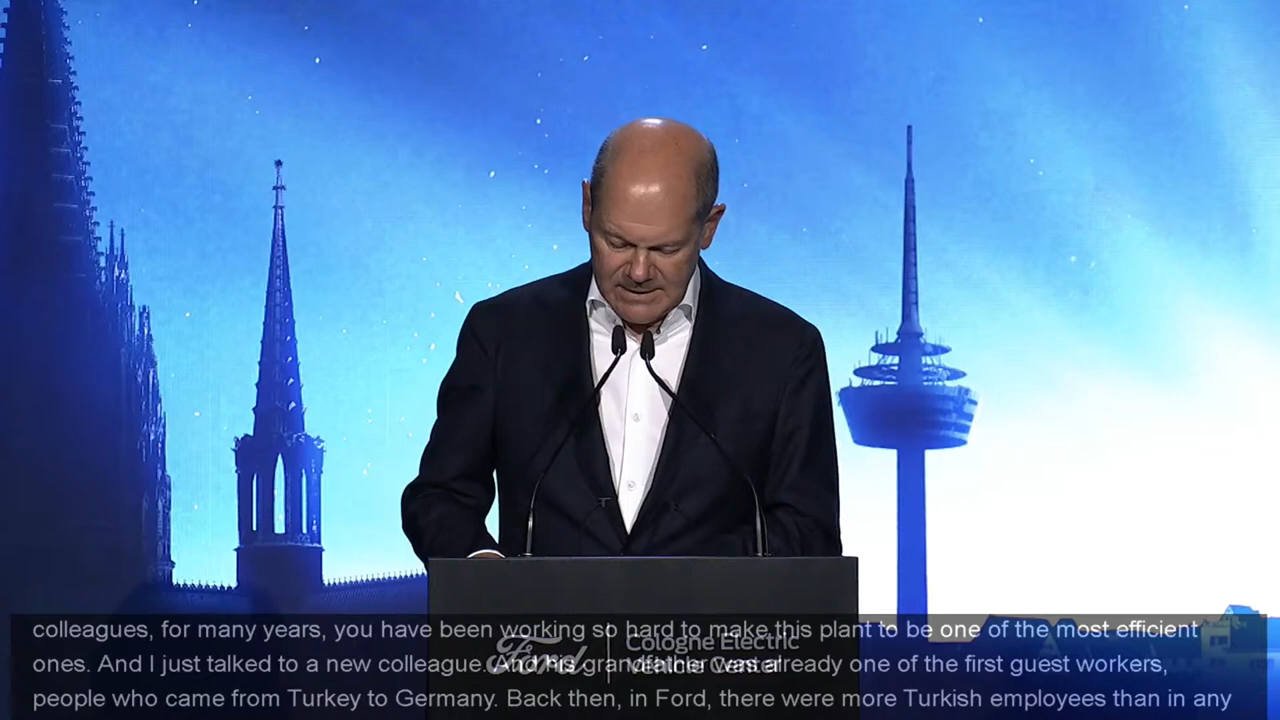 Ford
Cologne Electric
Vehicle Center
colleagues, for many years, you have been working so hard to make this plant to be one of the most efficient
ones. And I just talked to a new colleague. And his grandfather was already one of the first guest workers,
people who came from Turkey to Germany. Back then, in Ford, there were more Turkish employees than in any